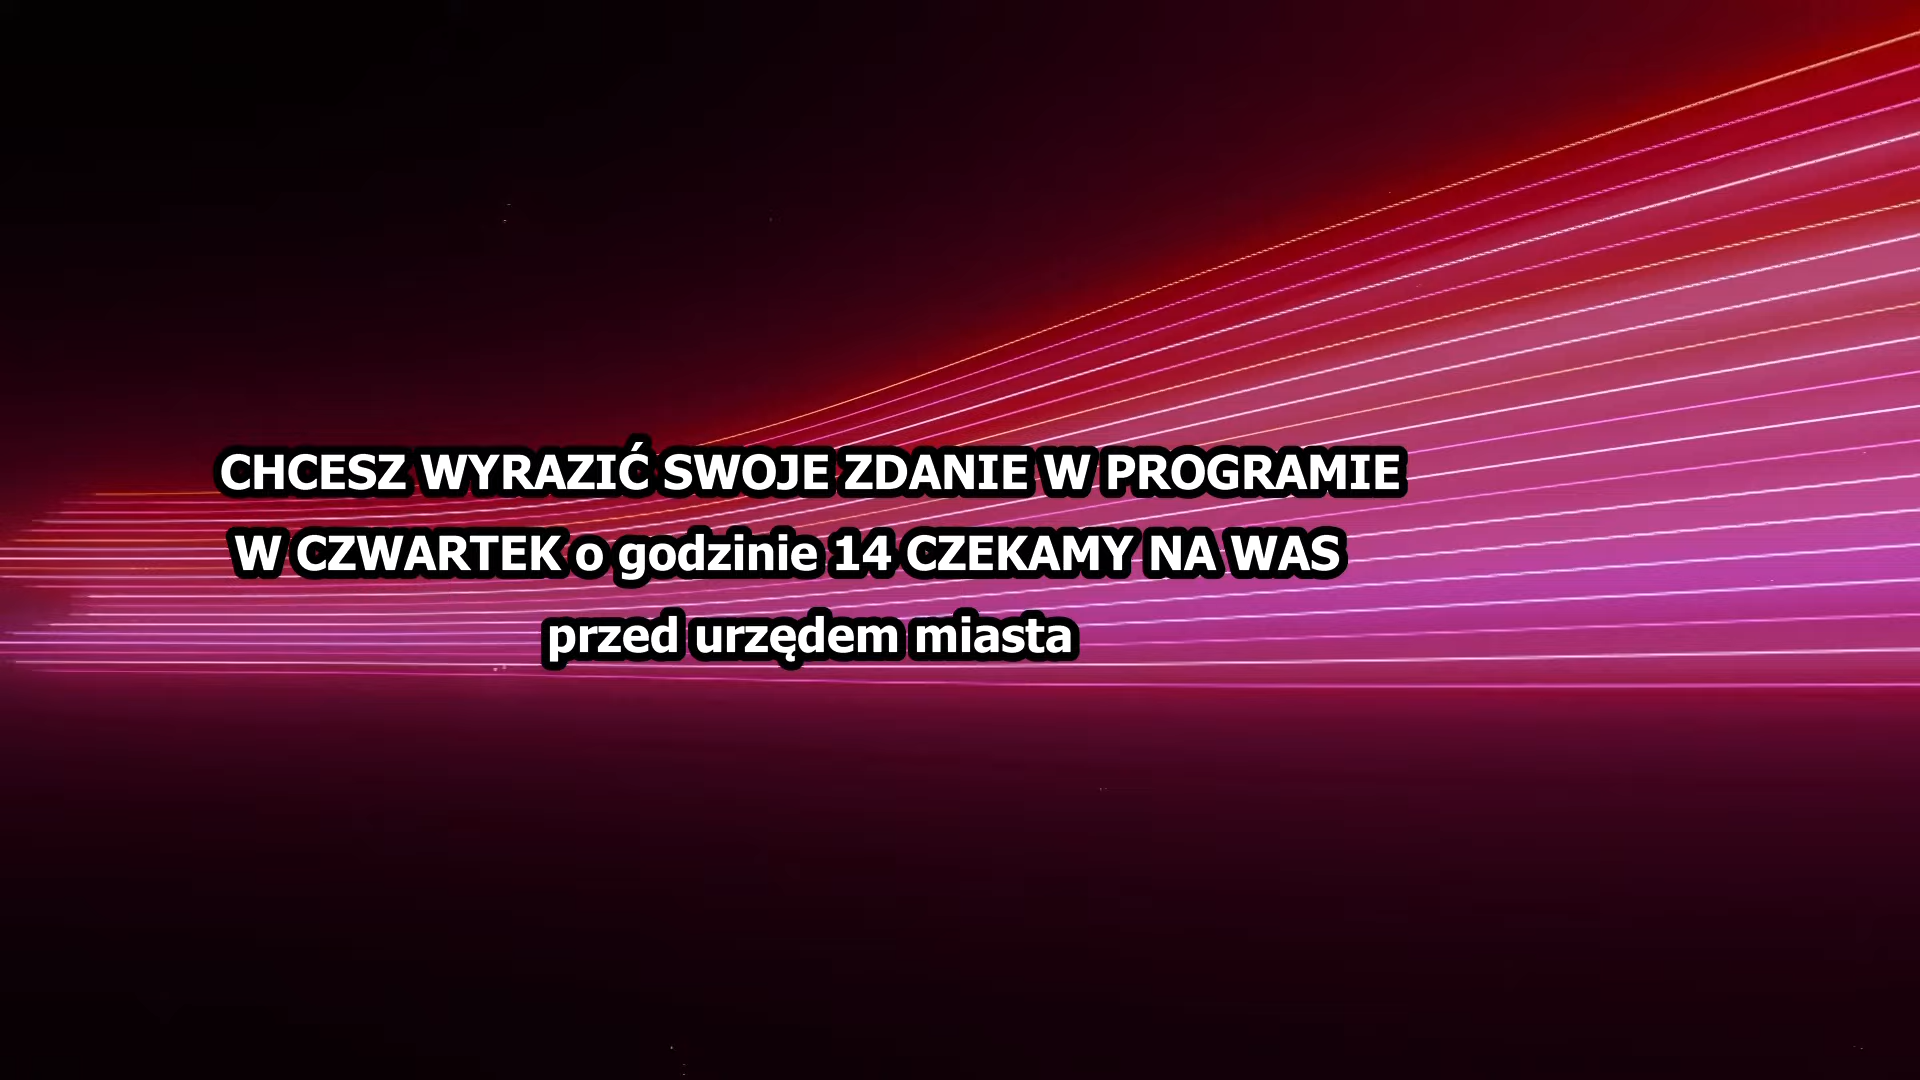 CHCESZ WYRAZIĆ SWOJE ZDANIE W PROGRAMIE
W CZWARTEK o godzinie 14 CZEKAMY NA WAS
przed urzędem miasta